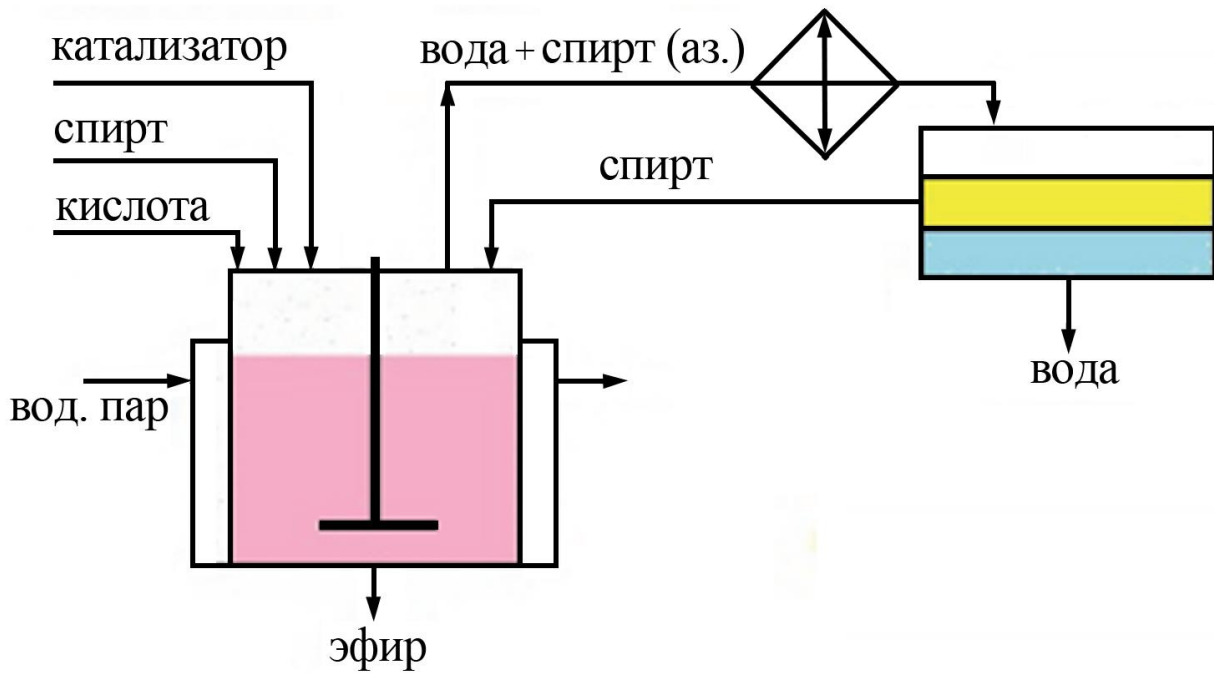 катализатор
вода + спирт (аз.)
спирт
спирт
кислота
вод. пар
вода
эфир